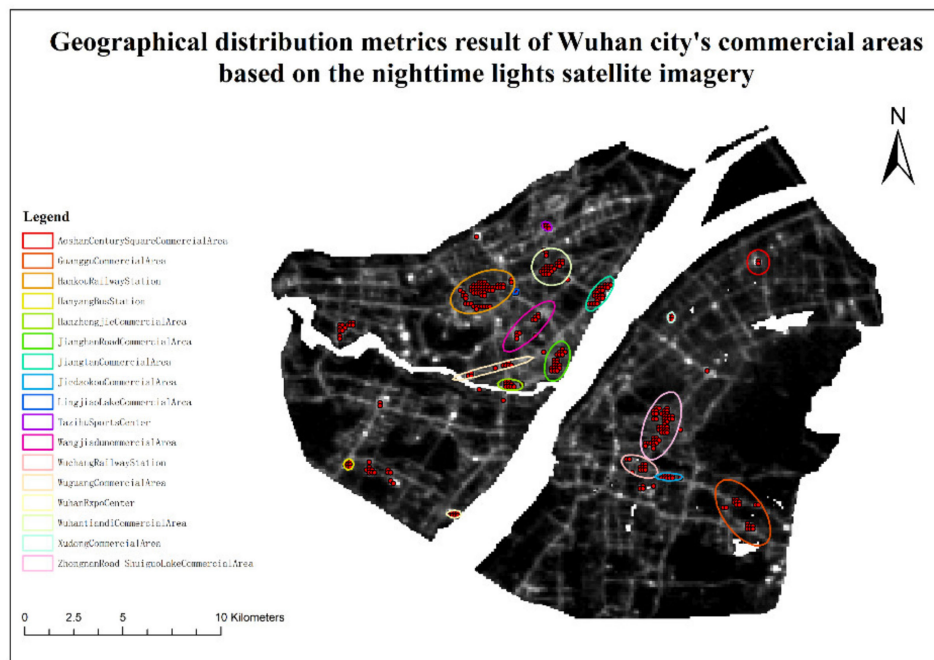 Geographical distribution metrics result of Wuhan city's commercial areas
based on the nighttime lights satellite imagery
N
Legend
AoshanCenturySquareCommercialArea
GuangguCommercialArea
HankouRailwayStation
HanyangBusStation
HanzhengJieCommercialArea
JianghanRoadCommercialArea
JiangtanCommercialArea
JiedaokouCommercialArea
LingjiaoLakeCommercialArea
TazihuSportsCenter
WangjiadunommercialArea
WuchangRailwayStation
WuguangCommercialArea
WuhanExpoCenter
WuhantiandiCommercialArea
XudongCommercialArea
ZhongnanRoad ShuiguoLakeCommercialArea
0 2.5 5 10 Kilometers